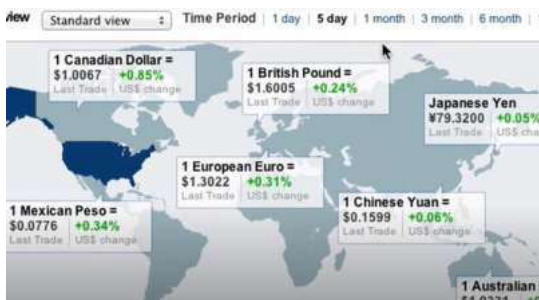 view Standard view Time Period | 1 day | 5 day | 1 month | 3 month | 6 month |
1 Canadian Dollar =
$1.0067 +0.85%
Last Trade US$ change
1 British Pound =
$1.6005 +0.24%
Last Trade US$ change
Japanese Yen
¥79.3200 +0.05%
Last Trade US$ cha
1 European Euro =
$1.3022 +0.31%
Last Trade US$ change
1 Chinese Yuan =
$0.1599 +0.06%
Last Trade US$ change
1 Mexican Peso =
$0.0776 +0.34%
Last Trade US$ change
1 Australian